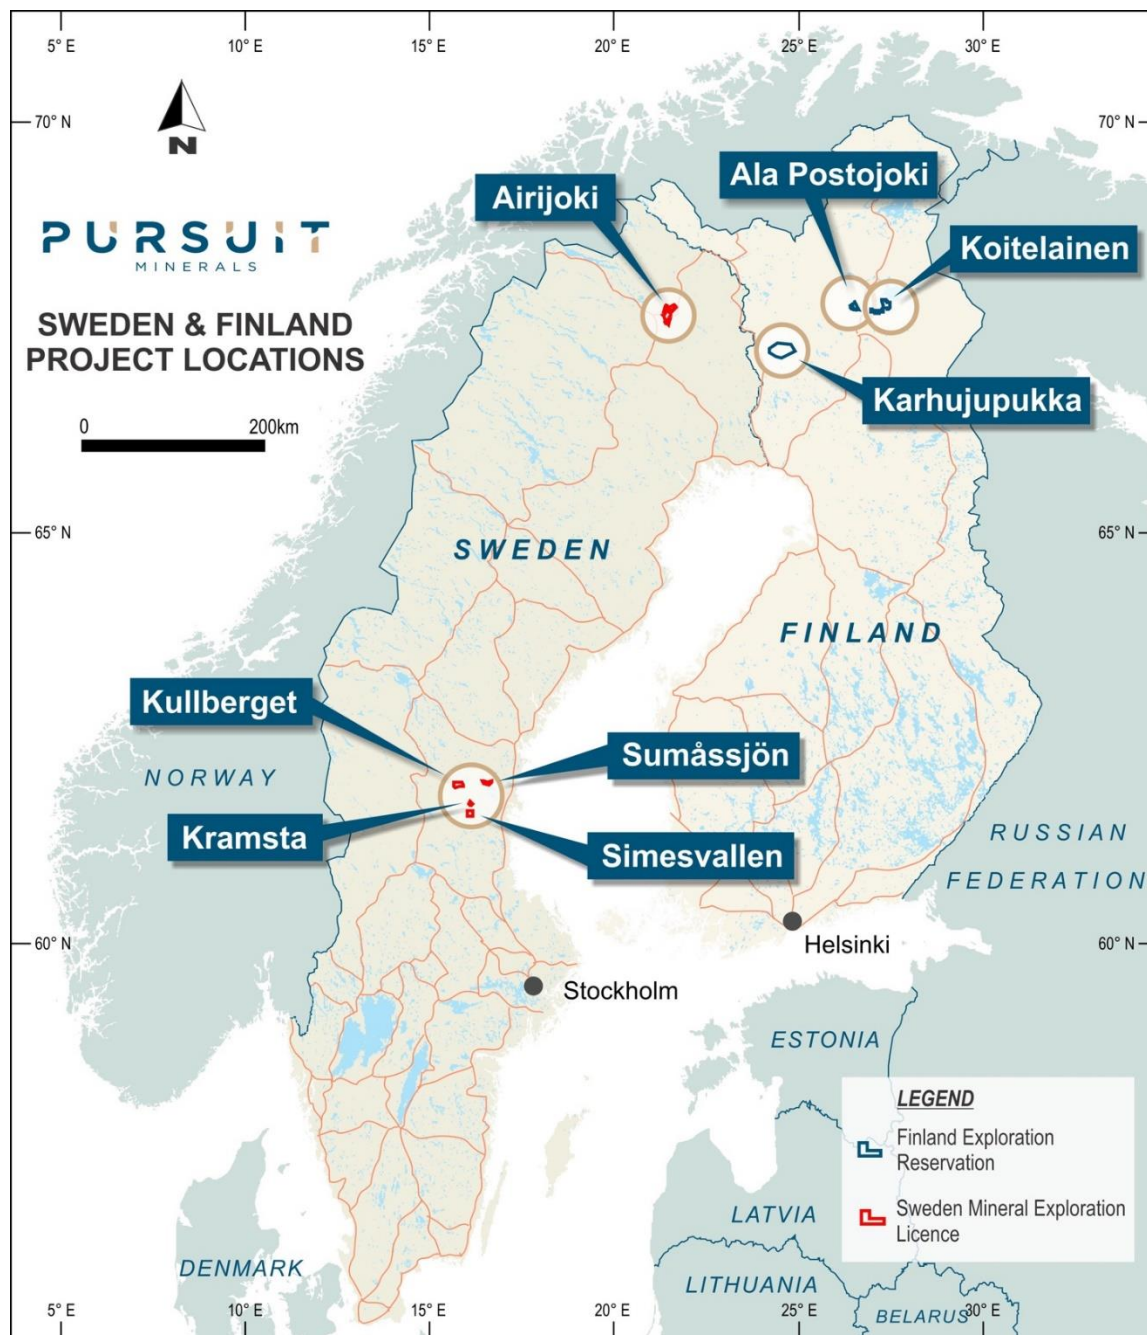 5° E
10° E
15° E
20° E
25° E
30° E
70° N
70° N
N
PURSUIT
MINERALS
SWEDEN & FINLAND
PROJECT LOCATIONS
0 200km
Airijoki
Ala Postojoki
Koitelainen
Karhujupukka
65° N
65° N
SWEDEN
FINLAND
Kullberget
Sumåssjön
NORWAY
Kramsta
Simesvallen
RUSSIAN
FEDERATION
Helsinki
60° N
60° N
Stockholm
ESTONIA
LEGEND
Finland Exploration
Reservation
Sweden Mineral Exploration
Licence
LATVIA
DENMARK
LITHUANIA
BELARUS
5° E
10° E
15° E
20° E
25° E
30° E